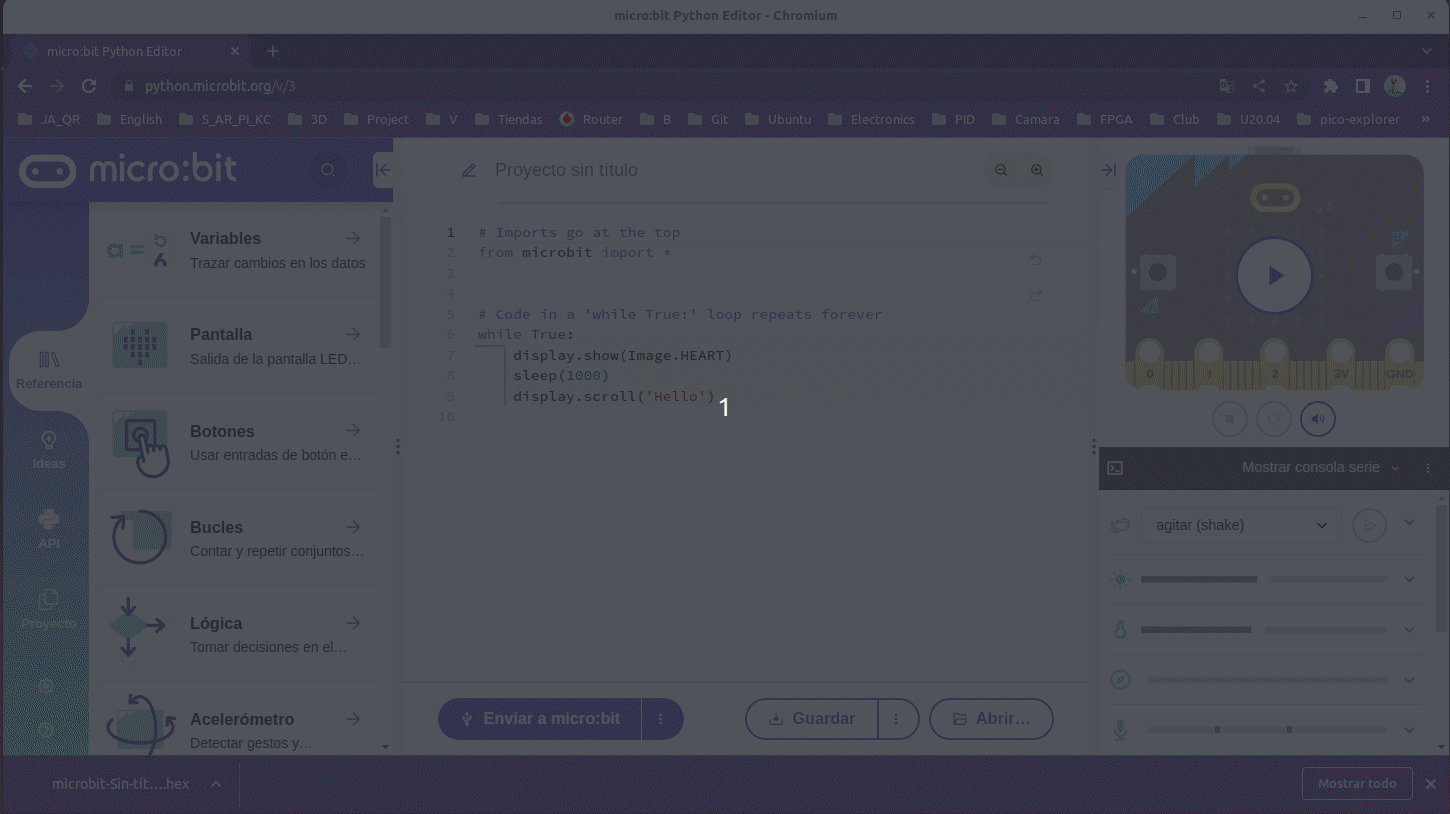 micro:bit Python Editor - Chromium
micro:bit Python Editor
python.microbit.org/v/3
JA_QR English S_AR_PI_KC 3D Project V Tiendas Router B Git Ubuntu Electronics PID Camara FPGA Club U20.04 pico-explorer »
micro:bit
Referencia
Ideas
API
Proyecto
Variables
Trazar cambios en los datos
Pantalla
Salida de la pantalla LED…
Botones
Usar entradas de botón e…
Bucles
Contar y repetir conjuntos…
Lógica
Tomar decisiones en el…
Acelerómetro
Detectar gestos y…
Proyecto sin título
1 # Imports go at the top
2 from microbit import *
3
4
5 # Code in a 'while True:' loop repeats forever
6 while True:
7 display.show(Image.HEART)
8 sleep(1000)
9 display.scroll('Hello')
10
1
Enviar a micro:bit
Guardar
Abrir...
0 1 2 3V GND
Mostrar consola serie
agitar (shake)
microbit-Sin-tít….hex
Mostrar todo